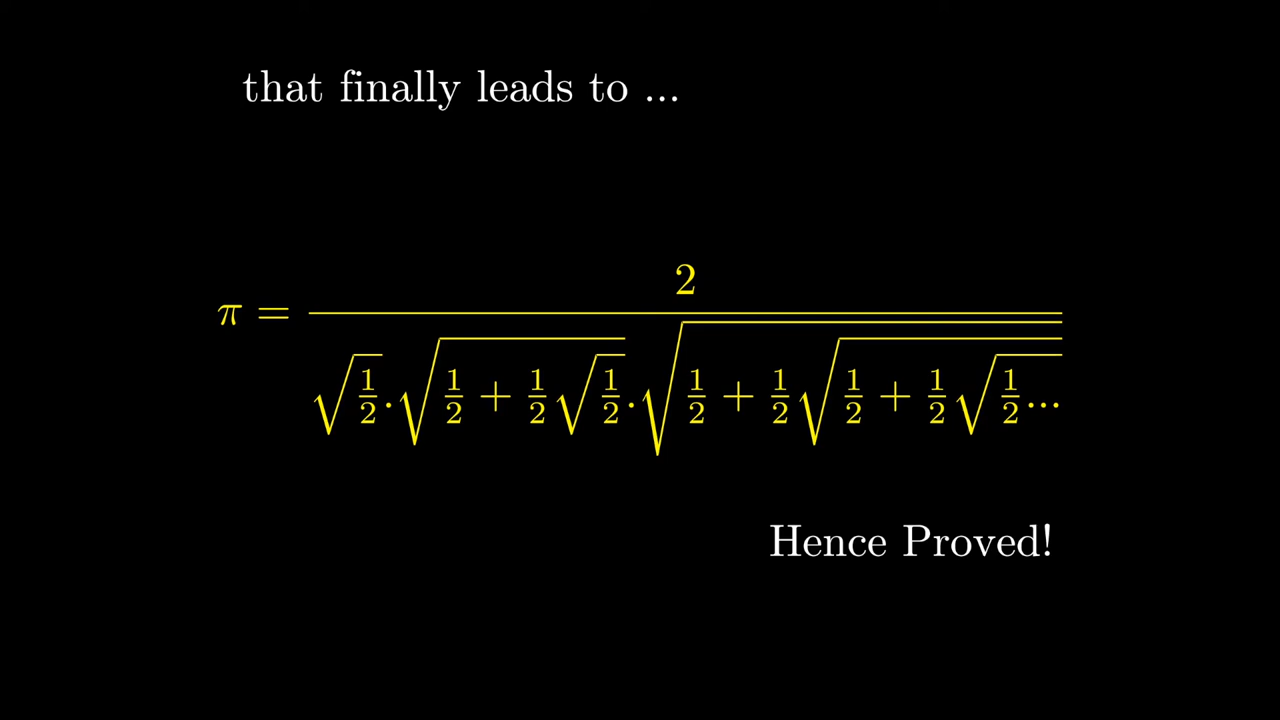 that finally leads to ...
π = 2 / (√(1/2) . √(1/2 + 1/2 √(1/2)) . √(1/2 + 1/2 √(1/2 + 1/2 √(1/2 ...))))
Hence Proved!